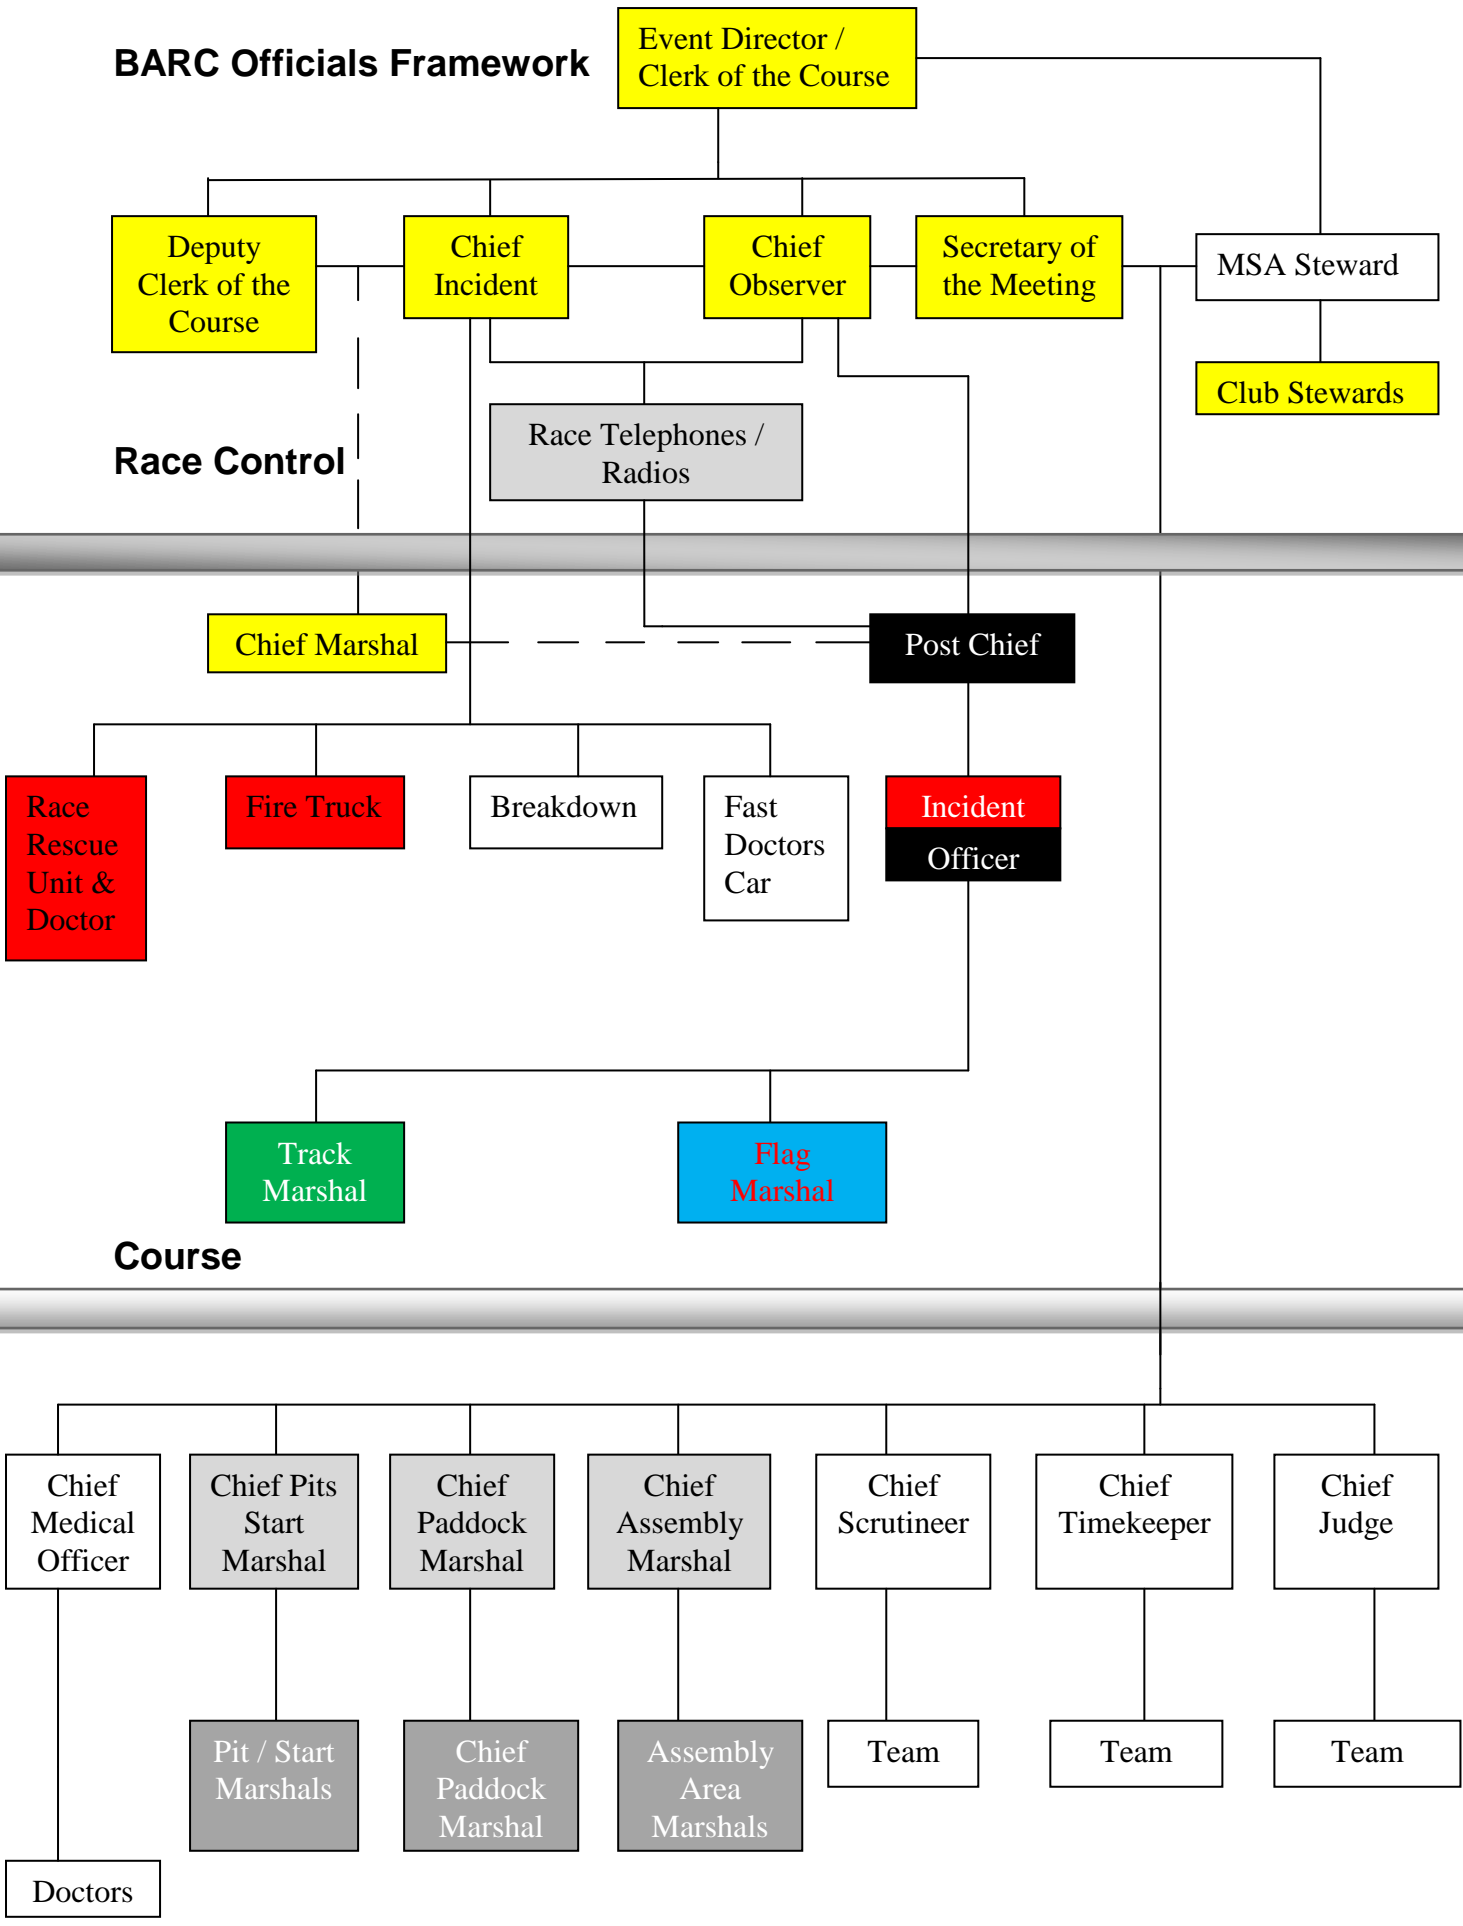 BARC Officials Framework
Event Director /
Clerk of the Course
Deputy
Clerk of the
Course
Chief
Incident
Chief
Observer
Secretary of
the Meeting
MSA Steward
Club Stewards
Race Telephones /
Radios
Race Control
Chief Marshal
Post Chief
Race
Rescue
Unit &
Doctor
Fire Truck
Breakdown
Fast
Doctors
Car
Incident
Officer
Track
Marshal
Flag
Marshal
Course
Chief
Medical
Officer
Chief Pits
Start
Marshal
Chief
Paddock
Marshal
Chief
Assembly
Marshal
Chief
Scrutineer
Chief
Timekeeper
Chief
Judge
Pit / Start
Marshals
Chief
Paddock
Marshal
Assembly
Area
Marshals
Team
Team
Team
Doctors